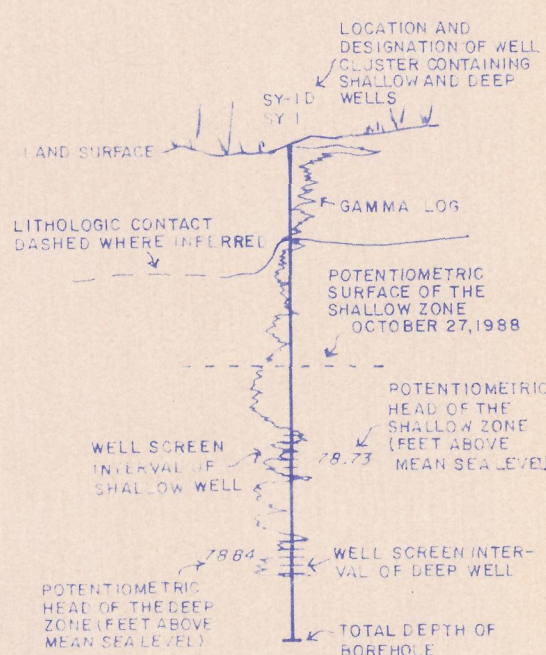 LOCATION AND
DESIGNATION OF WELL
CLUSTER CONTAINING
SHALLOW AND DEEP
WELLS
SY-1D
SY-1
LAND SURFACE
GAMMA LOG
LITHOLOGIC CONTACT
DASHED WHERE INFERRED
POTENTIOMETRIC
SURFACE OF THE
SHALLOW ZONE
OCTOBER 27, 1988
POTENTIOMETRIC
HEAD OF THE
SHALLOW ZONE
(FEET ABOVE
MEAN SEA LEVEL)
78.73
WELL SCREEN
INTERVAL OF
SHALLOW WELL
78.84
WELL SCREEN INTER-
VAL OF DEEP WELL
POTENTIOMETRIC
HEAD OF THE DEEP
ZONE (FEET ABOVE
MEAN SEA LEVEL)
TOTAL DEPTH OF
BOREHOLE